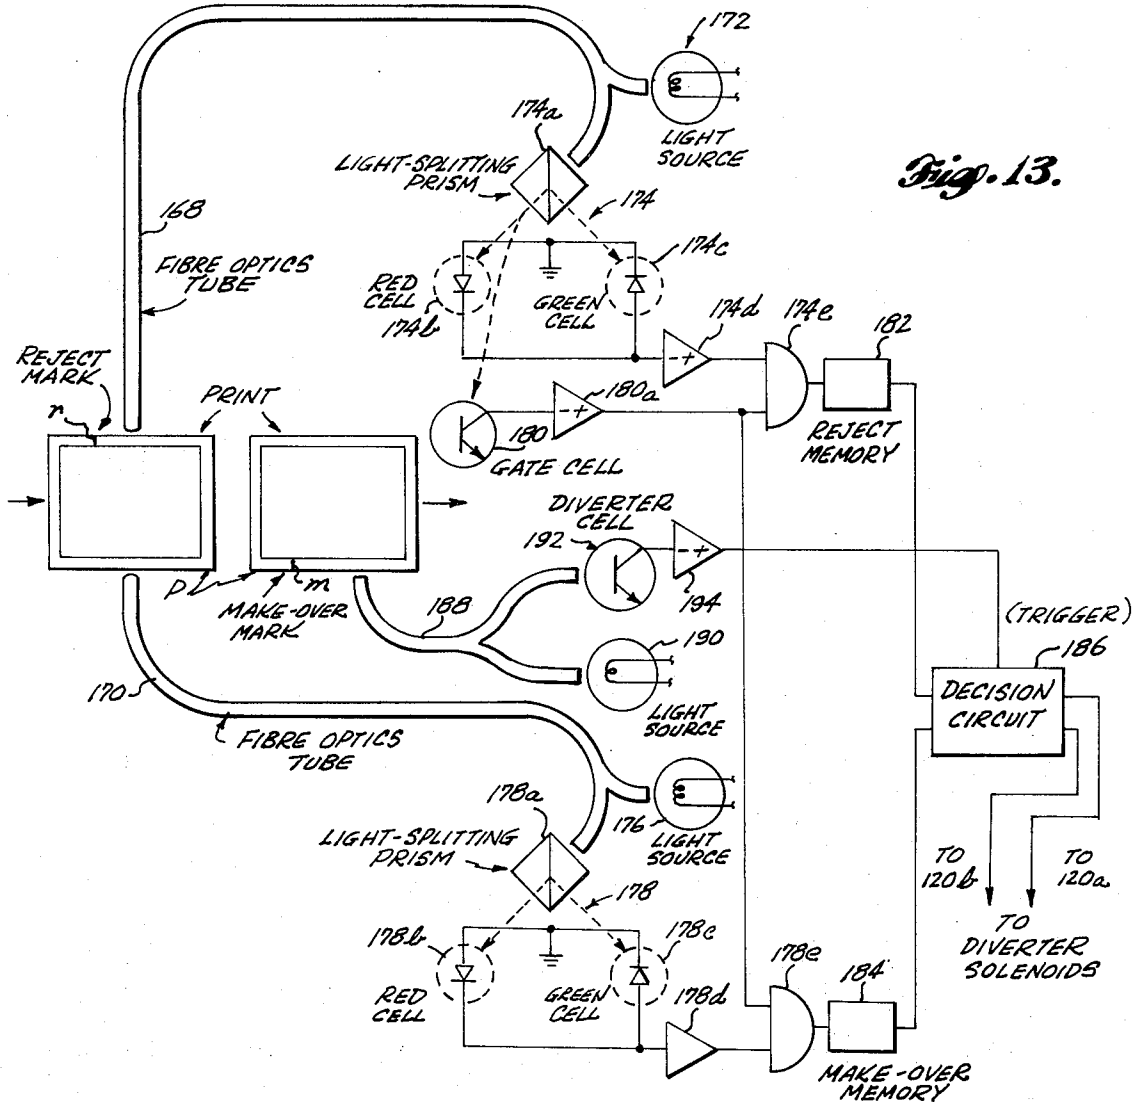 172
LIGHT
SOURCE
Fig. 13.
174a
LIGHT-SPLITTING
PRISM
174
168
FIBRE OPTICS
TUBE
RED
CELL
174b
174c
GREEN
CELL
174d
174e
182
REJECT
MARK
r
PRINT
- +
- +
180a
180
GATE CELL
REJECT
MEMORY
DIVERTER
CELL
192
- +
194
P
m
MAKE-OVER
MARK
188
190
LIGHT
SOURCE
(TRIGGER)
186
DECISION
CIRCUIT
170
FIBRE OPTICS
TUBE
178a
176
LIGHT
SOURCE
LIGHT-SPLITTING
PRISM
178
TO
120b
TO
120a
TO
DIVERTER
SOLENOIDS
178b
RED
CELL
178c
GREEN
CELL
178d
178e
184
MAKE-OVER
MEMORY